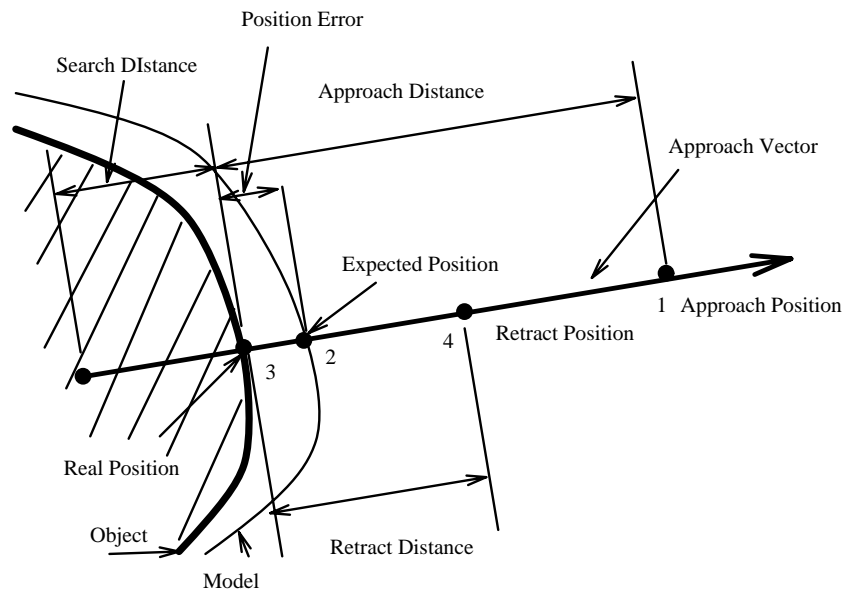 Position Error
Search DIstance
Approach Distance
Approach Vector
Expected Position
1 Approach Position
4 Retract Position
2
3
Real Position
Object
Retract Distance
Model